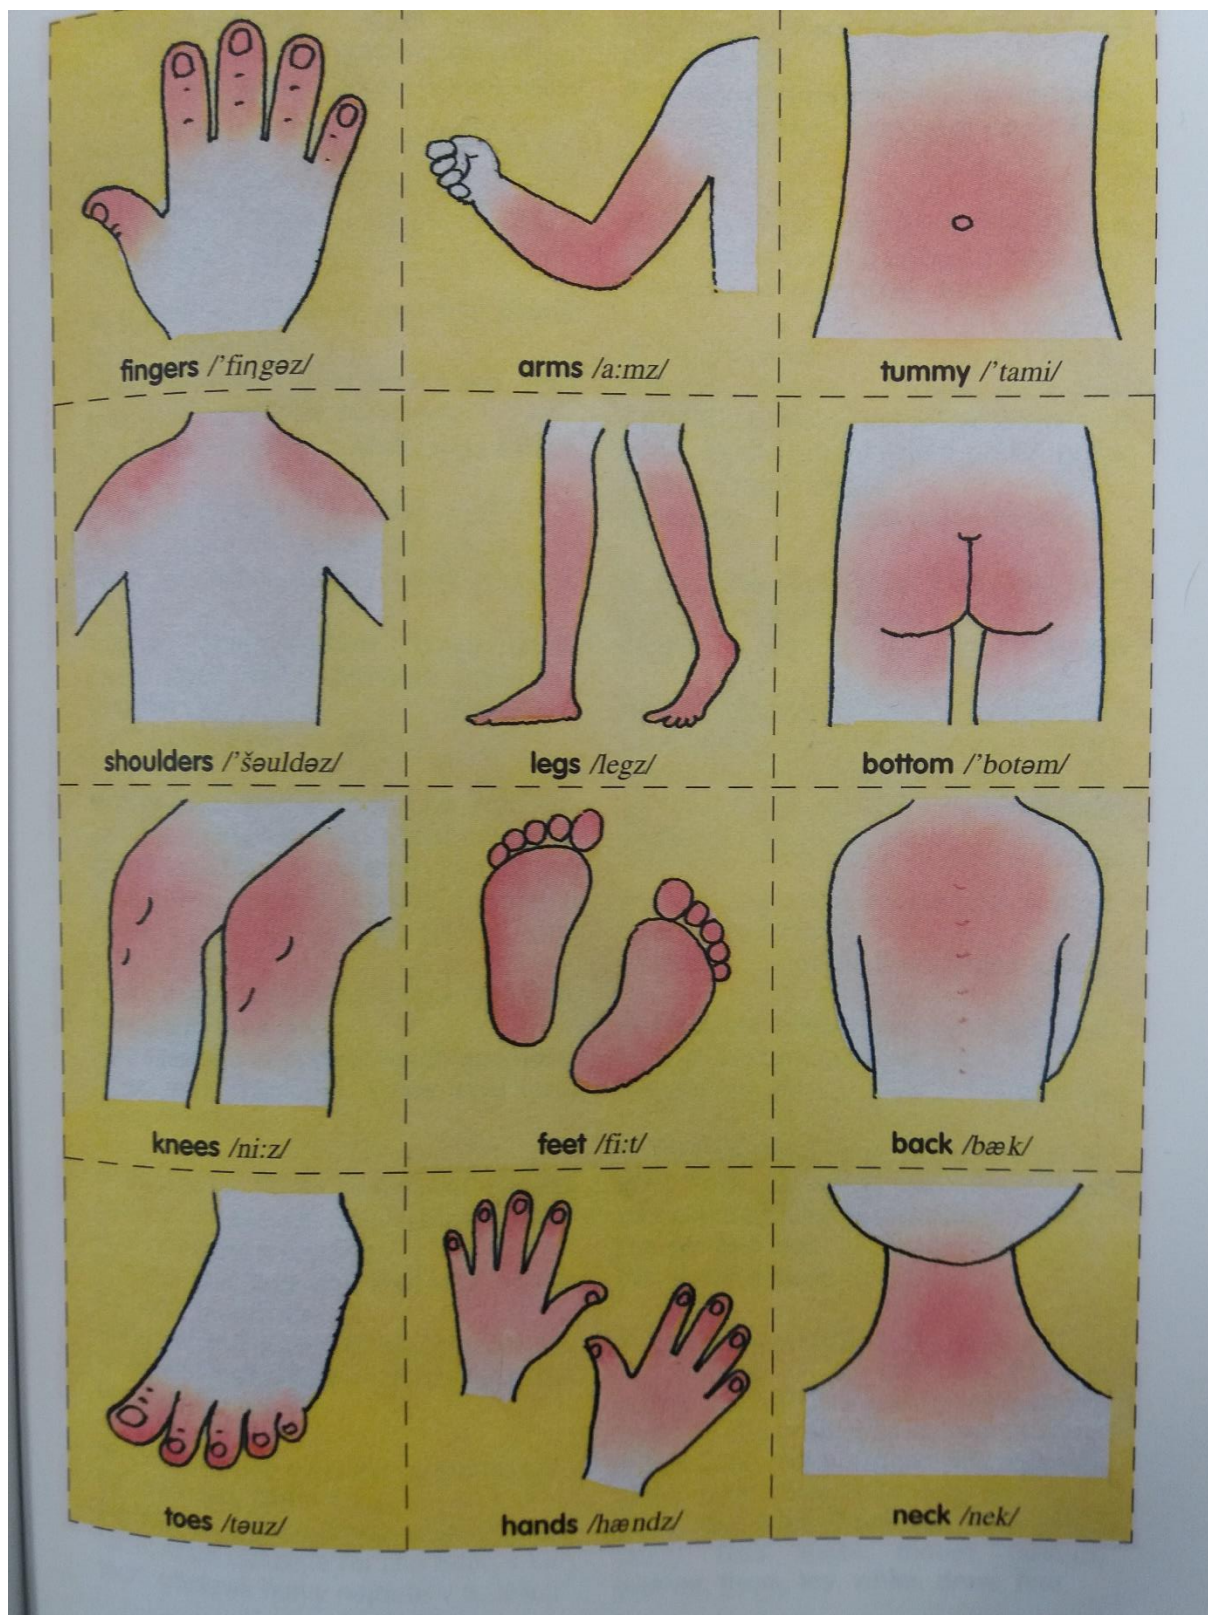 fingers /'fiŋgəz/
arms /a:mz/
tummy /'tami/
shoulders /'šəuldəz/
legs /legz/
bottom /'botəm/
knees /ni:z/
feet /fi:t/
back /bæk/
toes /təuz/
hands /hændz/
neck /nek/